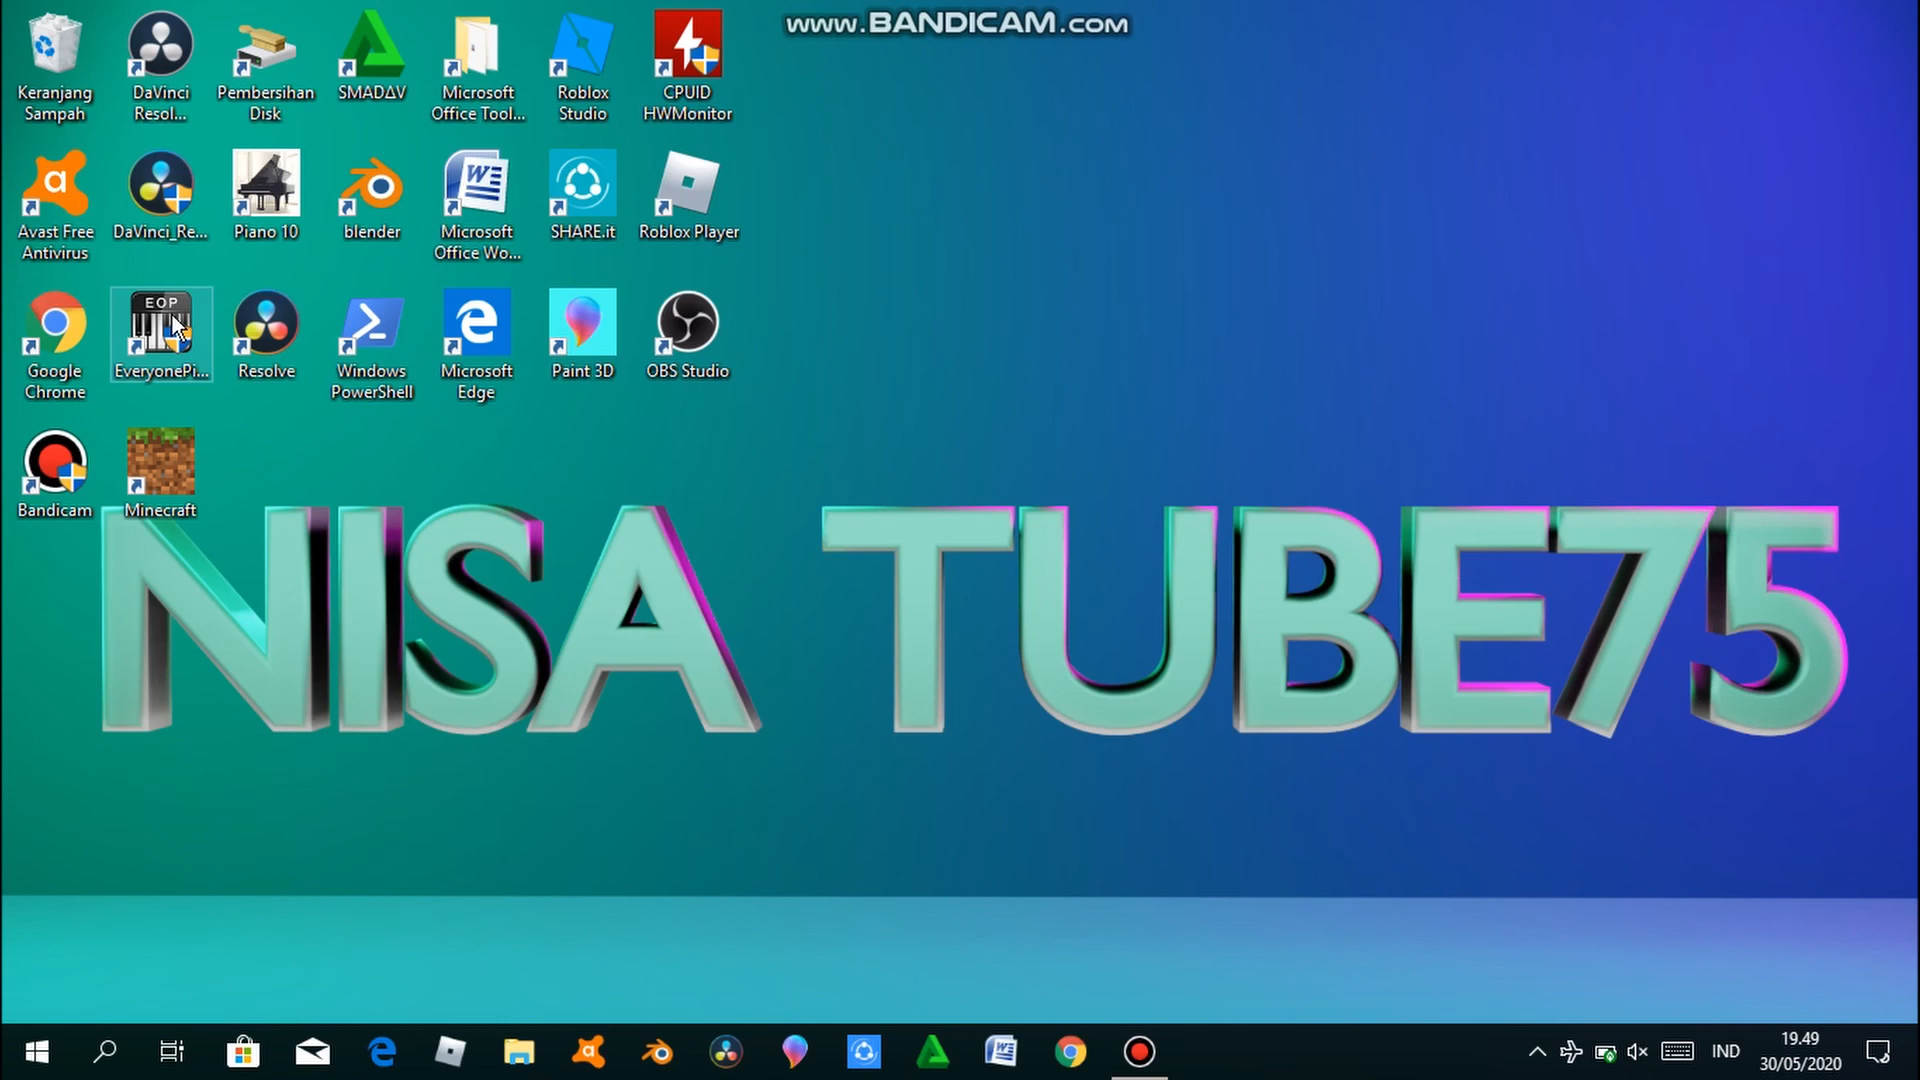 www.BANDICAM.com
Keranjang Sampah
DaVinci Resol...
Pembersihan Disk
SMADΔV
Microsoft Office Tool...
Roblox Studio
CPUID HWMonitor
Avast Free Antivirus
DaVinci_Re...
Piano 10
blender
Microsoft Office Wo...
SHARE.it
Roblox Player
EOP
Google Chrome
EveryonePi...
Resolve
Windows PowerShell
Microsoft Edge
Paint 3D
OBS Studio
Bandicam
Minecraft
NISA TUBE75
IND
19.49
30/05/2020